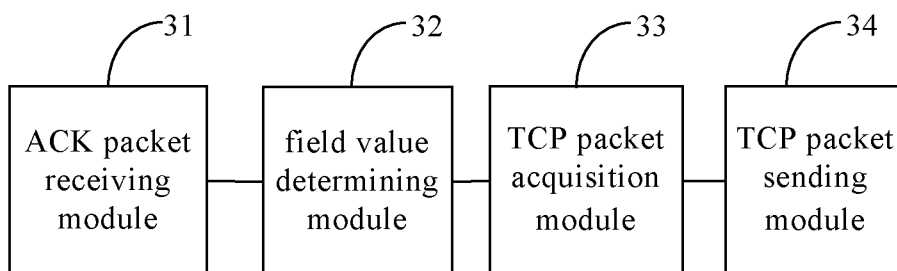 31
32
33
34
ACK packet
receiving
module
field value
determining
module
TCP packet
acquisition
module
TCP packet
sending
module